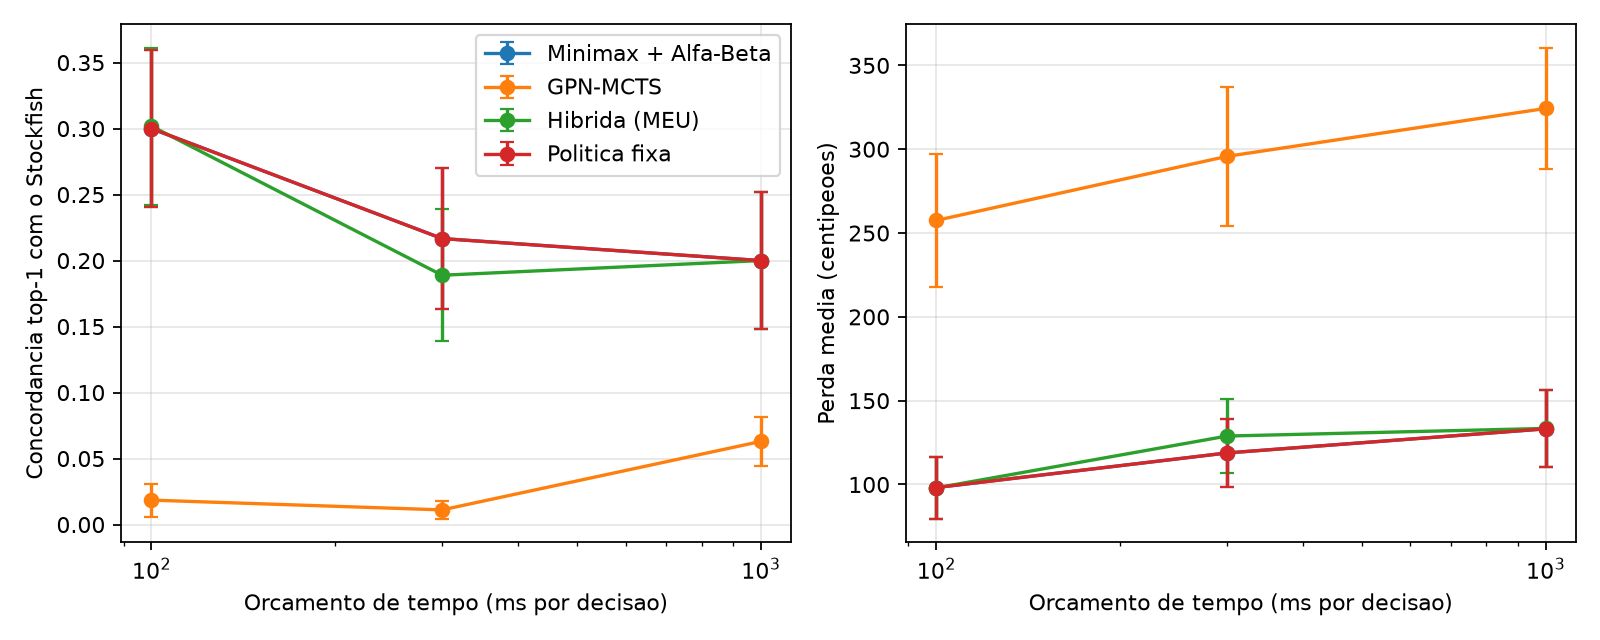 Concordancia top-1 com o Stockfish
0.35
0.30
0.25
0.20
0.15
0.10
0.05
0.00
Minimax + Alfa-Beta
GPN-MCTS
Hibrida (MEU)
Politica fixa
10²
10³
Orcamento de tempo (ms por decisao)
Perda media (centipeoes)
350
300
250
200
150
100
10²
10³
Orcamento de tempo (ms por decisao)